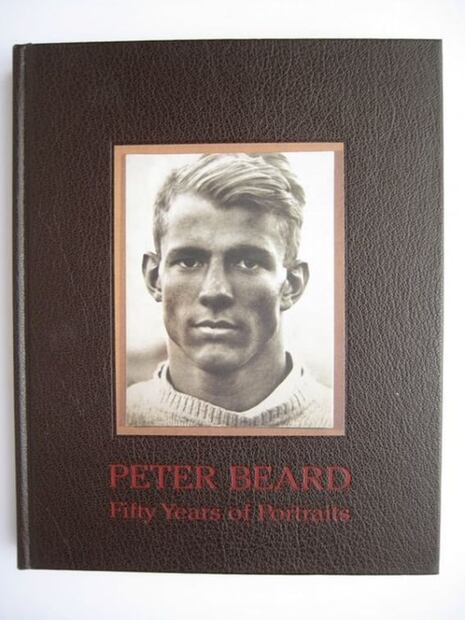 PETER BEARD
Fifty Years of Portraits